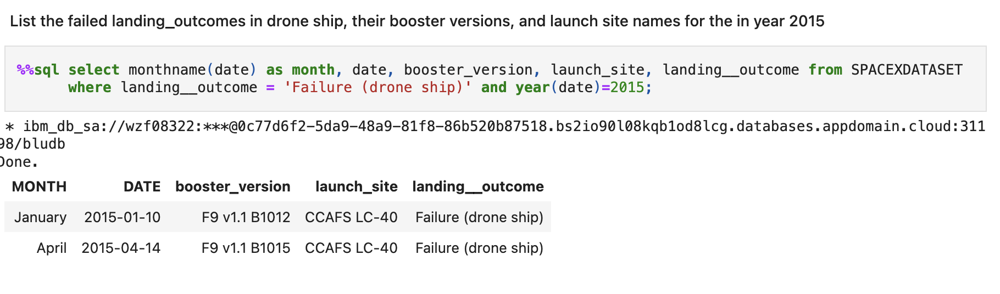 List the failed landing_outcomes in drone ship, their booster versions, and launch site names for the in year 2015
%%sql select monthname(date) as month, date, booster_version, launch_site, landing__outcome from SPACEXDATASET
where landing__outcome = 'Failure (drone ship)' and year(date)=2015;
* ibm_db_sa://wzf08322:***@0c77d6f2-5da9-48a9-81f8-86b520b87518.bs2io90l08kqb1od8lcg.databases.appdomain.cloud:311
98/bludb
Done.
MONTH DATE booster_version launch_site landing__outcome
January 2015-01-10 F9 v1.1 B1012 CCAFS LC-40 Failure (drone ship)
April 2015-04-14 F9 v1.1 B1015 CCAFS LC-40 Failure (drone ship)